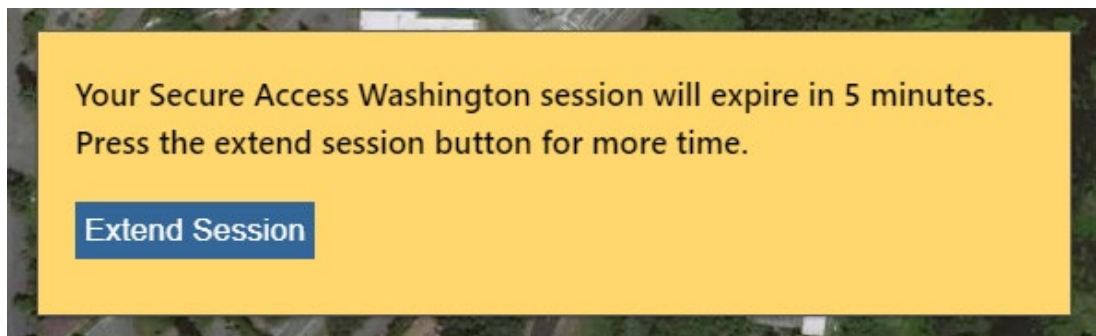 Your Secure Access Washington session will expire in 5 minutes.
Press the extend session button for more time.
Extend Session